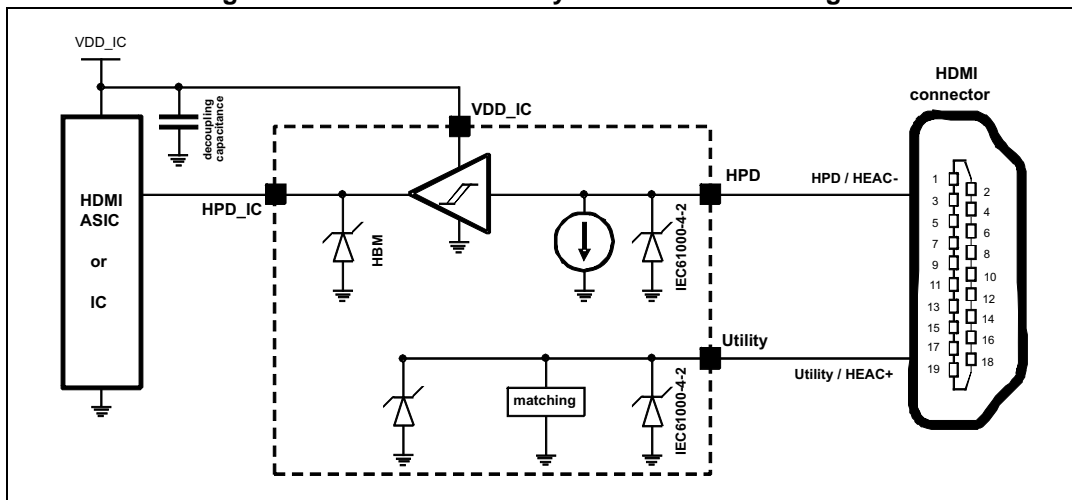 VDD_IC
decoupling
capacitance
VDD_IC
HDMI
connector
HDMI
ASIC
or
IC
HPD_IC
HBM
IEC61000-4-2
HPD
HPD / HEAC-
1
2
3
4
5
6
7
8
9
10
11
12
13
14
15
16
17
18
19
Utility
Utility / HEAC+
matching
IEC61000-4-2